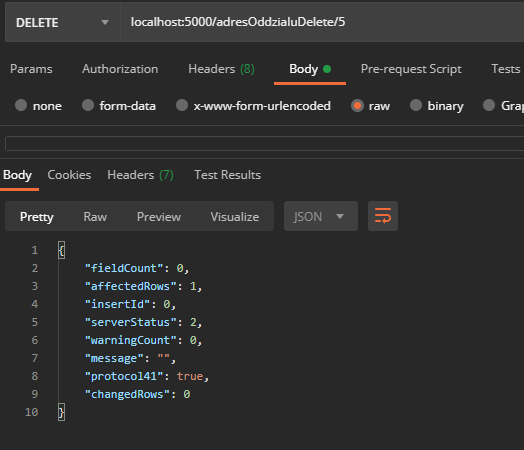 DELETE localhost:5000/adresOddzialuDelete/5
Params Authorization Headers (8) Body Pre-request Script Tests
none form-data x-www-form-urlencoded raw binary Gra
Body Cookies Headers (7) Test Results
Pretty Raw Preview Visualize JSON
1 {
2 "fieldCount": 0,
3 "affectedRows": 1,
4 "insertId": 0,
5 "serverStatus": 2,
6 "warningCount": 0,
7 "message": "",
8 "protocol41": true,
9 "changedRows": 0
10 }